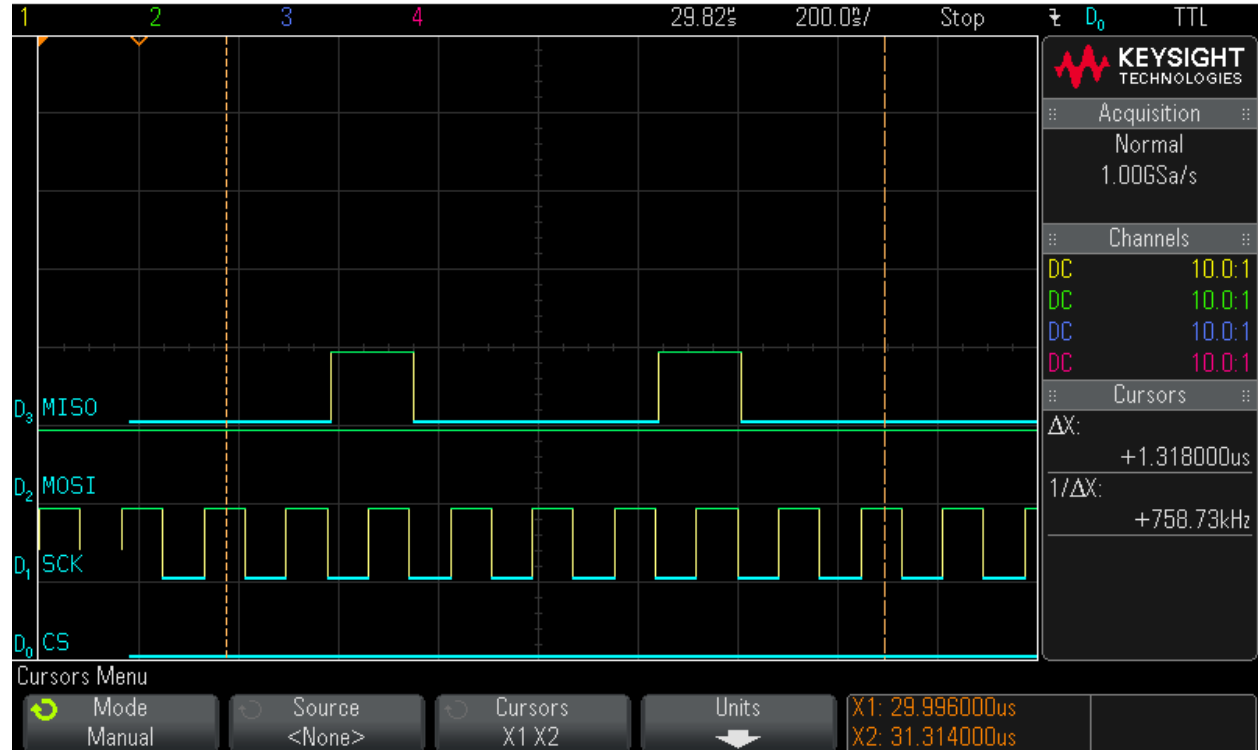 1 2 3 4 29.82µs 200.0ns/ Stop D0 TTL
KEYSIGHT
TECHNOLOGIES
Acquisition
Normal
1.00GSa/s
Channels
DC 10.0:1
DC 10.0:1
DC 10.0:1
DC 10.0:1
Cursors
ΔX:
+1.318000us
1/ΔX:
+758.73kHz
D3 MISO
D2 MOSI
D1 SCK
D0 CS
Cursors Menu
Mode
Manual
Source
<None>
Cursors
X1 X2
Units
X1: 29.996000us
X2: 31.314000us